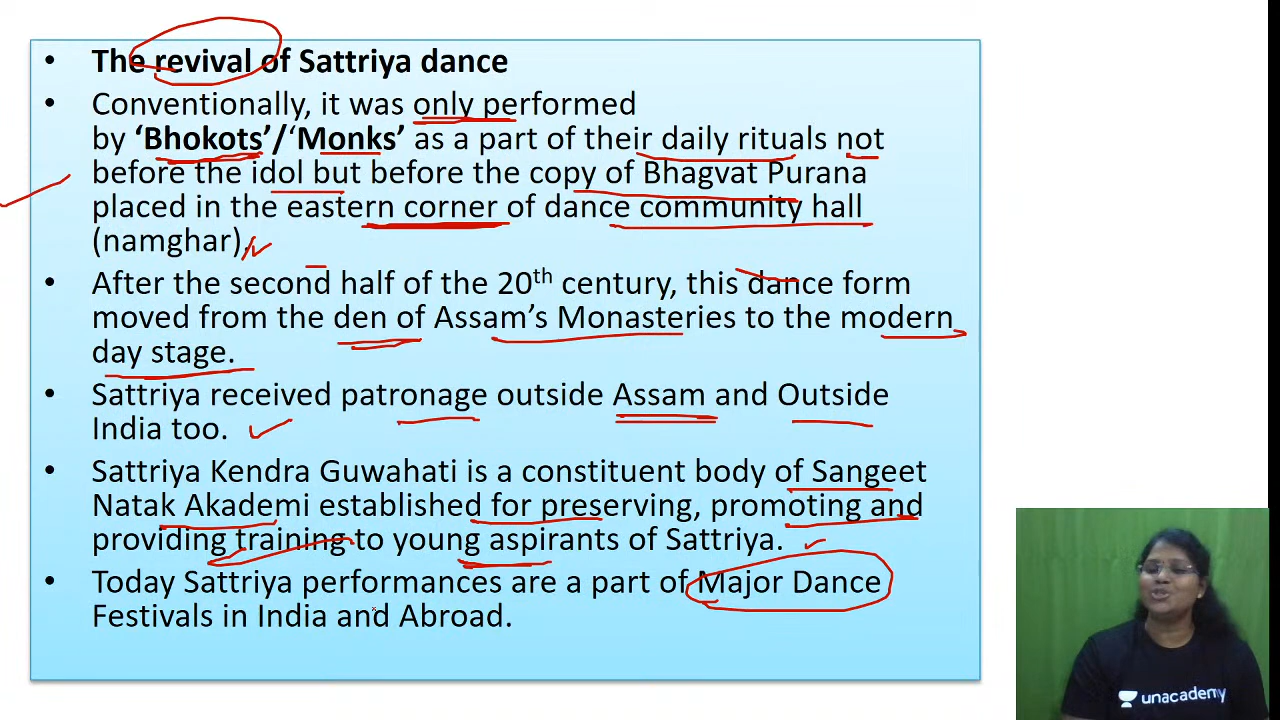 • The revival of Sattriya dance
• Conventionally, it was only performed
by ‘Bhokots’/‘Monks’ as a part of their daily rituals not
before the idol but before the copy of Bhagvat Purana
placed in the eastern corner of dance community hall
(namghar).
• After the second half of the 20th century, this dance form
moved from the den of Assam’s Monasteries to the modern
day stage.
• Sattriya received patronage outside Assam and Outside
India too.
• Sattriya Kendra Guwahati is a constituent body of Sangeet
Natak Akademi established for preserving, promoting and
providing training to young aspirants of Sattriya.
• Today Sattriya performances are a part of Major Dance
Festivals in India and Abroad.
unacademy